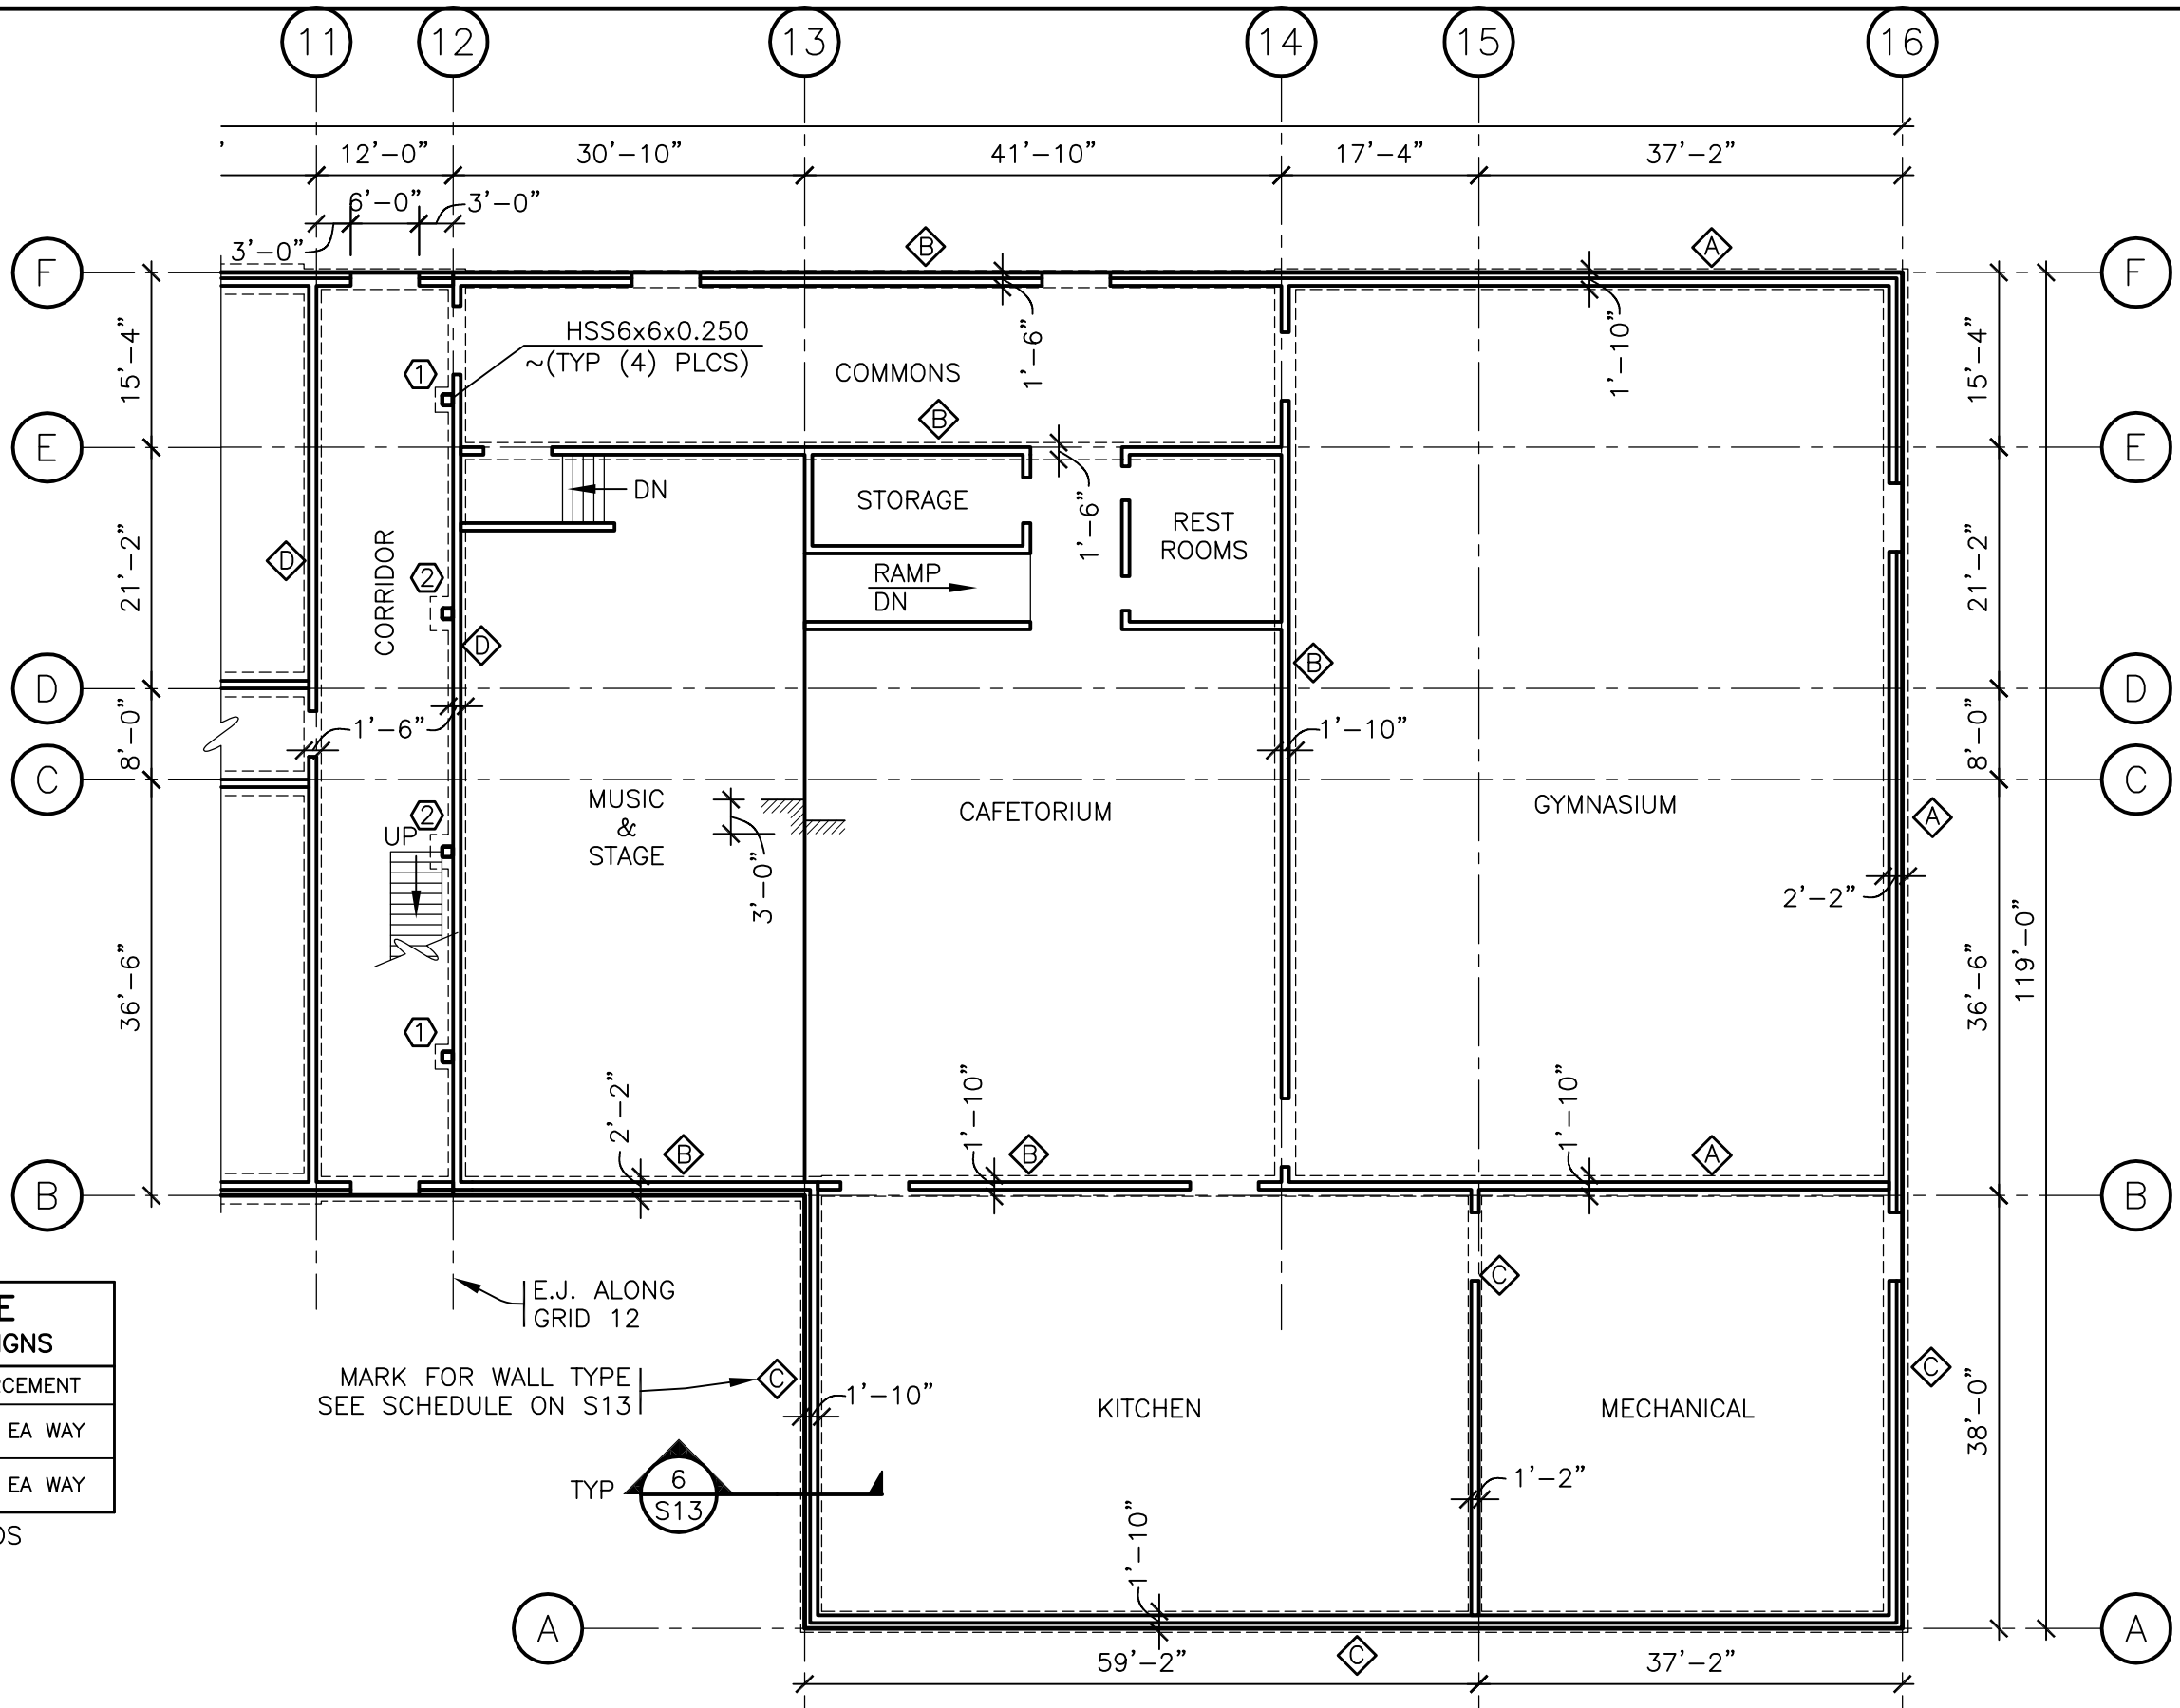 11 12 13 14 15 16
12'-0" 30'-10" 41'-10" 17'-4" 37'-2"
6'-0" 3'-0"
3'-0"
B A
F F
15'-4" HSS6x6x0.250 1'-6" 1'-10" 15'-4"
~(TYP (4) PLCS)
1 COMMONS
B
E E
DN STORAGE 1'-6" REST
ROOMS
21'-2" D CORRIDOR 2 RAMP 21'-2"
DN
D B
D D
8'-0" 1'-6" 1'-10" 8'-0"
C C
MUSIC
&
STAGE
CAFETORIUM GYMNASIUM
2 A
UP
3'-0" 2'-2"
36'-6" 36'-6" 119'-0"
1
2'-2" B 1'-10" B 1'-10" A
B B
E.J. ALONG
GRID 12
E
IGNS
RCEMENT
EA WAY
EA WAY
DS
MARK FOR WALL TYPE
SEE SCHEDULE ON S13
C C C
1'-10" KITCHEN MECHANICAL 38'-0"
TYP 6
S13
1'-10" 1'-2"
A A
59'-2" C 37'-2"